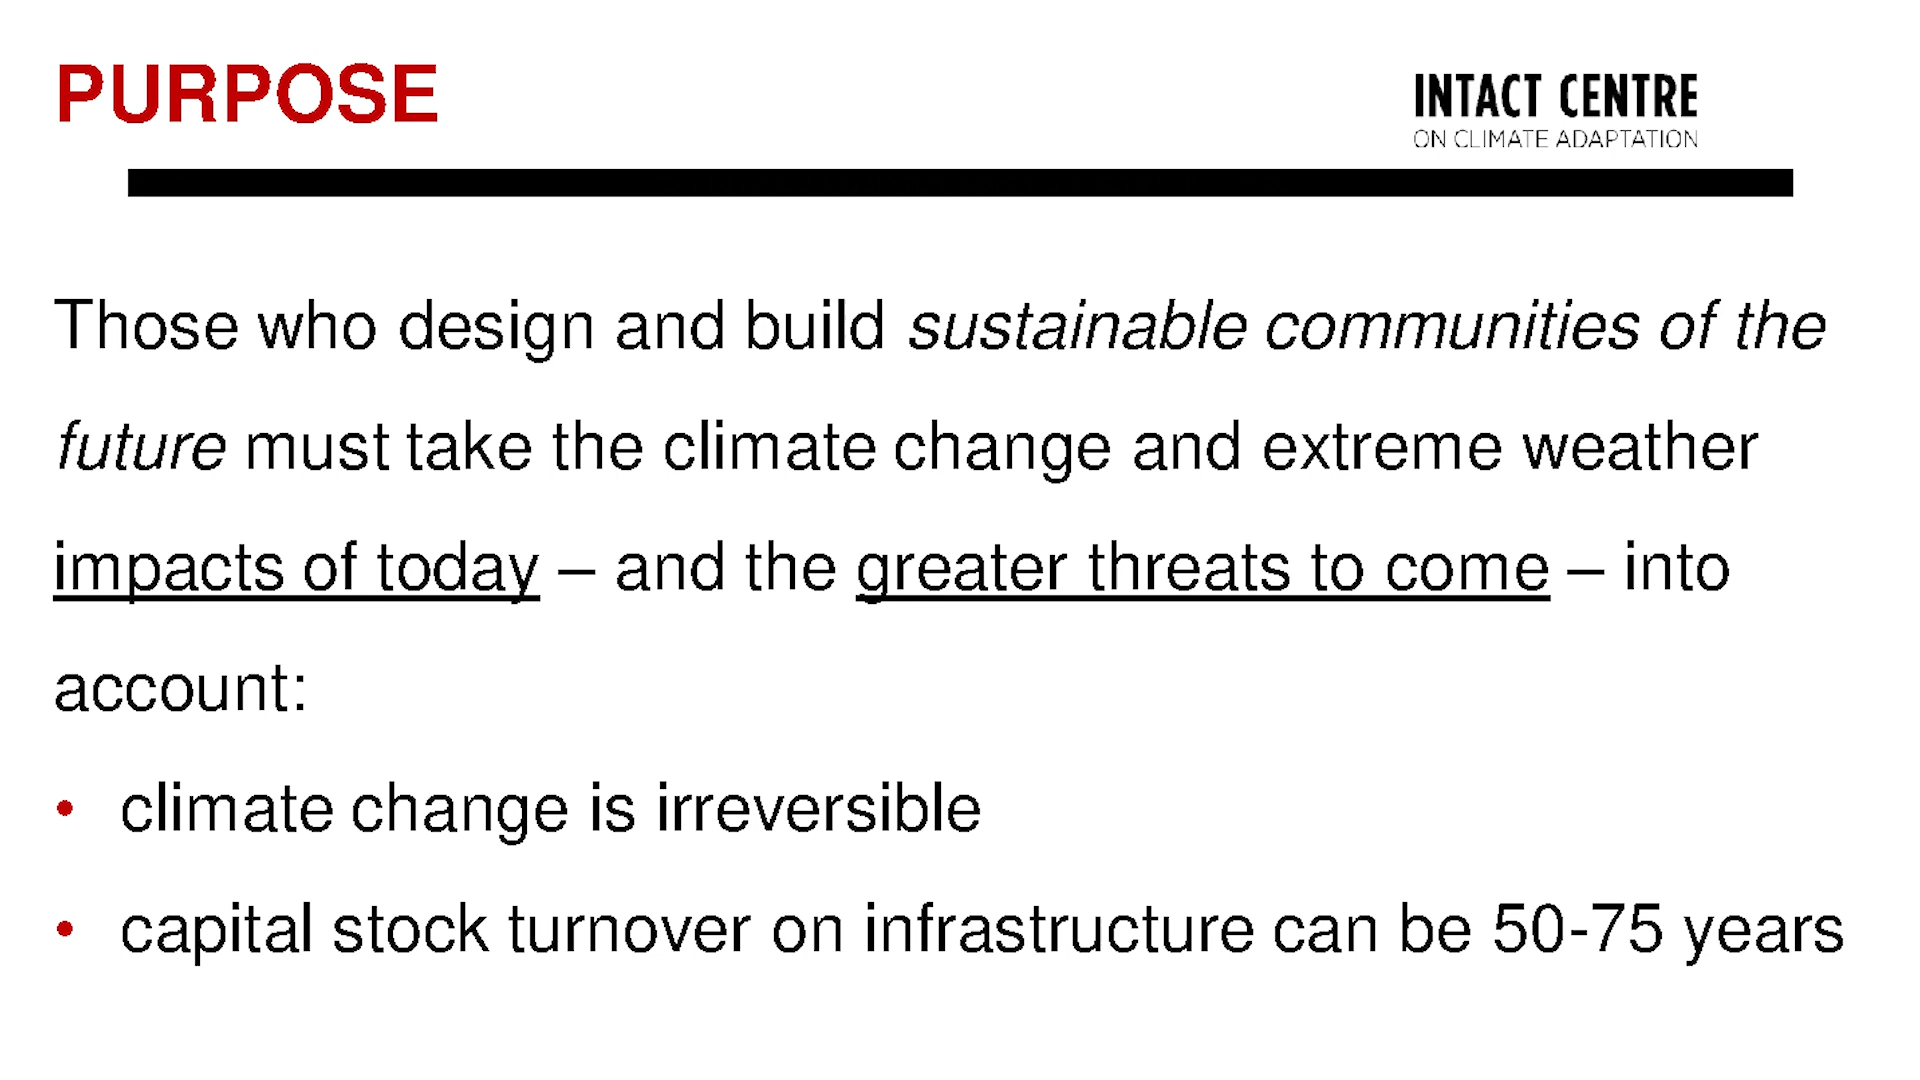 PURPOSE
INTACT CENTRE
ON CLIMATE ADAPTATION
Those who design and build sustainable communities of the
future must take the climate change and extreme weather
impacts of today – and the greater threats to come – into
account:
• climate change is irreversible
• capital stock turnover on infrastructure can be 50-75 years